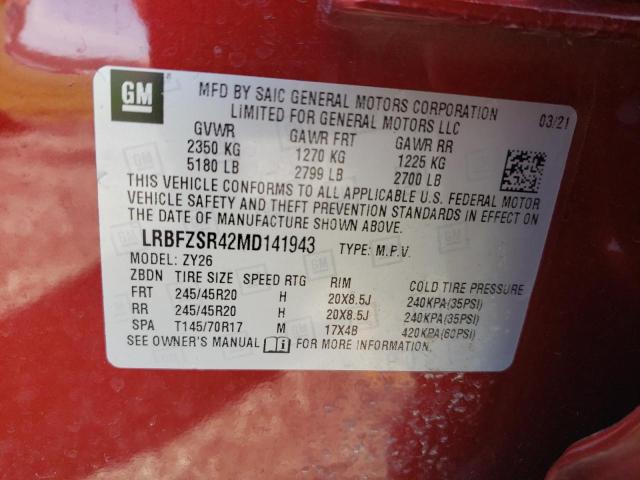 GM
MFD BY SAIC GENERAL MOTORS CORPORATION
LIMITED FOR GENERAL MOTORS LLC
03/21
GVWR GAWR FRT GAWR RR
2350 KG 1270 KG 1225 KG
5180 LB 2799 LB 2700 LB
THIS VEHICLE CONFORMS TO ALL APPLICABLE U.S. FEDERAL MOTOR
VEHICLE SAFETY AND THEFT PREVENTION STANDARDS IN EFFECT ON
THE DATE OF MANUFACTURE SHOWN ABOVE.
LRBFZSR42MD141943 TYPE: M.P.V.
MODEL: ZY26
ZBDN TIRE SIZE SPEED RTG RIM COLD TIRE PRESSURE
FRT 245/45R20 H 20X8.5J 240KPA(35PSI)
RR 245/45R20 H 20X8.5J 240KPA(35PSI)
SPA T145/70R17 M 17X4B 420KPA(60PSI)
SEE OWNER'S MANUAL FOR MORE INFORMATION.